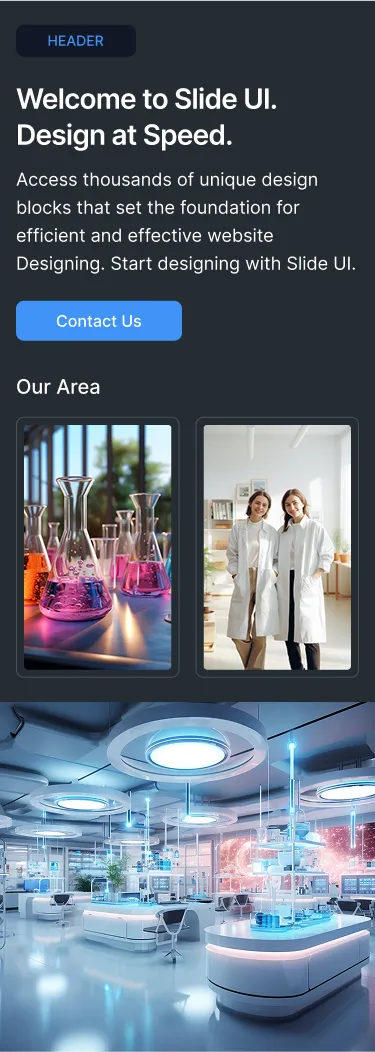 HEADER
Welcome to Slide UI.
Design at Speed.
Access thousands of unique design
blocks that set the foundation for
efficient and effective website
Designing. Start designing with Slide UI.
Contact Us
Our Area